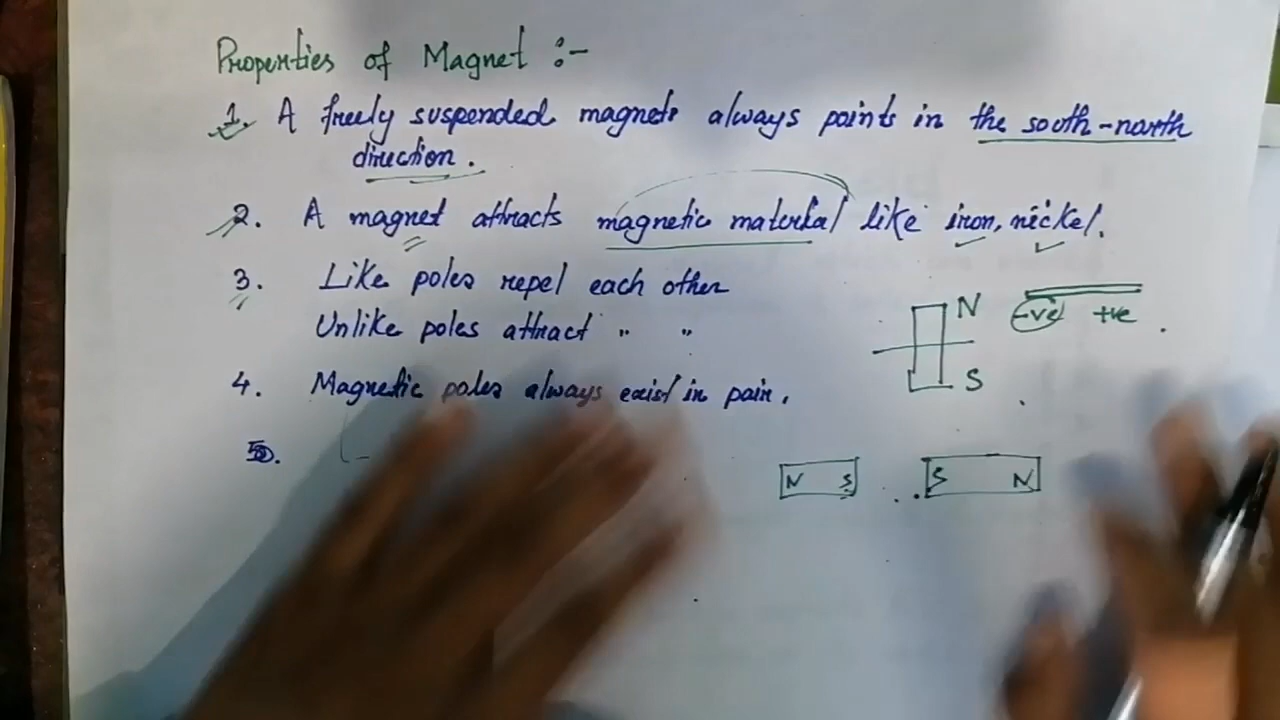 Properties of Magnet :-
1. A freely suspended magnet always points in the south-north
direction.
2. A magnet attracts magnetic material like iron, nickel.
3. Like poles repel each other
Unlike poles attract " "
N
-ve +ve
S
4. Magnetic poles always exist in pair.
5.
N S S N